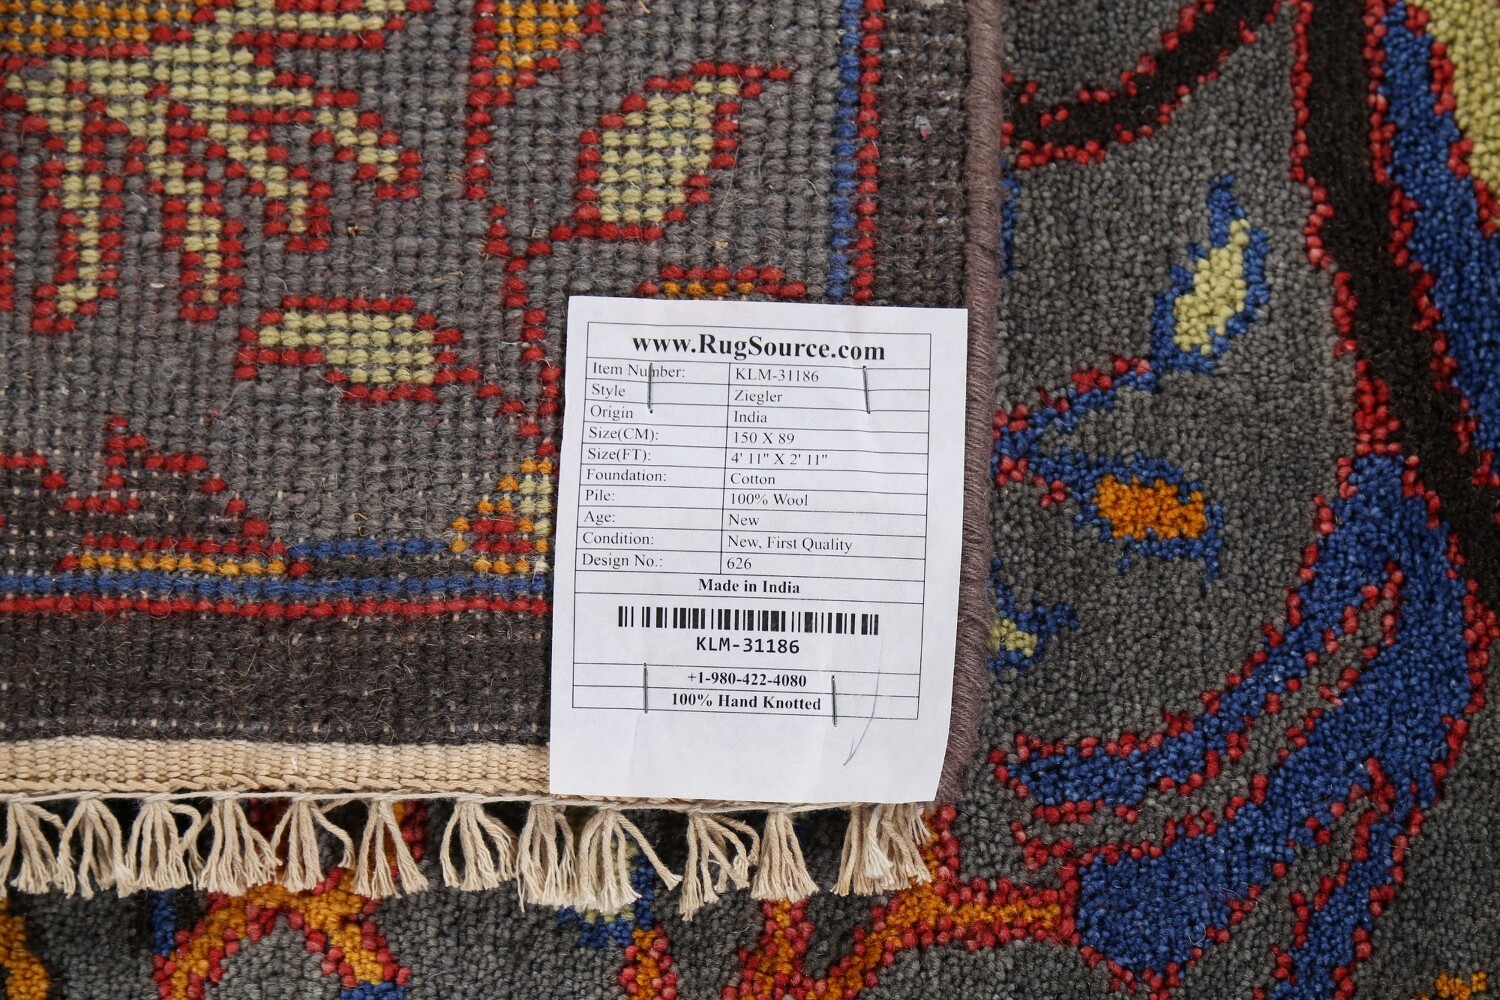 www.RugSource.com
Item Number: KLM-31186
Style Ziegler
Origin India
Size(CM): 150 X 89
Size(FT): 4' 11" X 2' 11"
Foundation: Cotton
Pile: 100% Wool
Age: New
Condition: New, First Quality
Design No.: 626
Made in India
KLM-31186
+1-980-422-4080
100% Hand Knotted